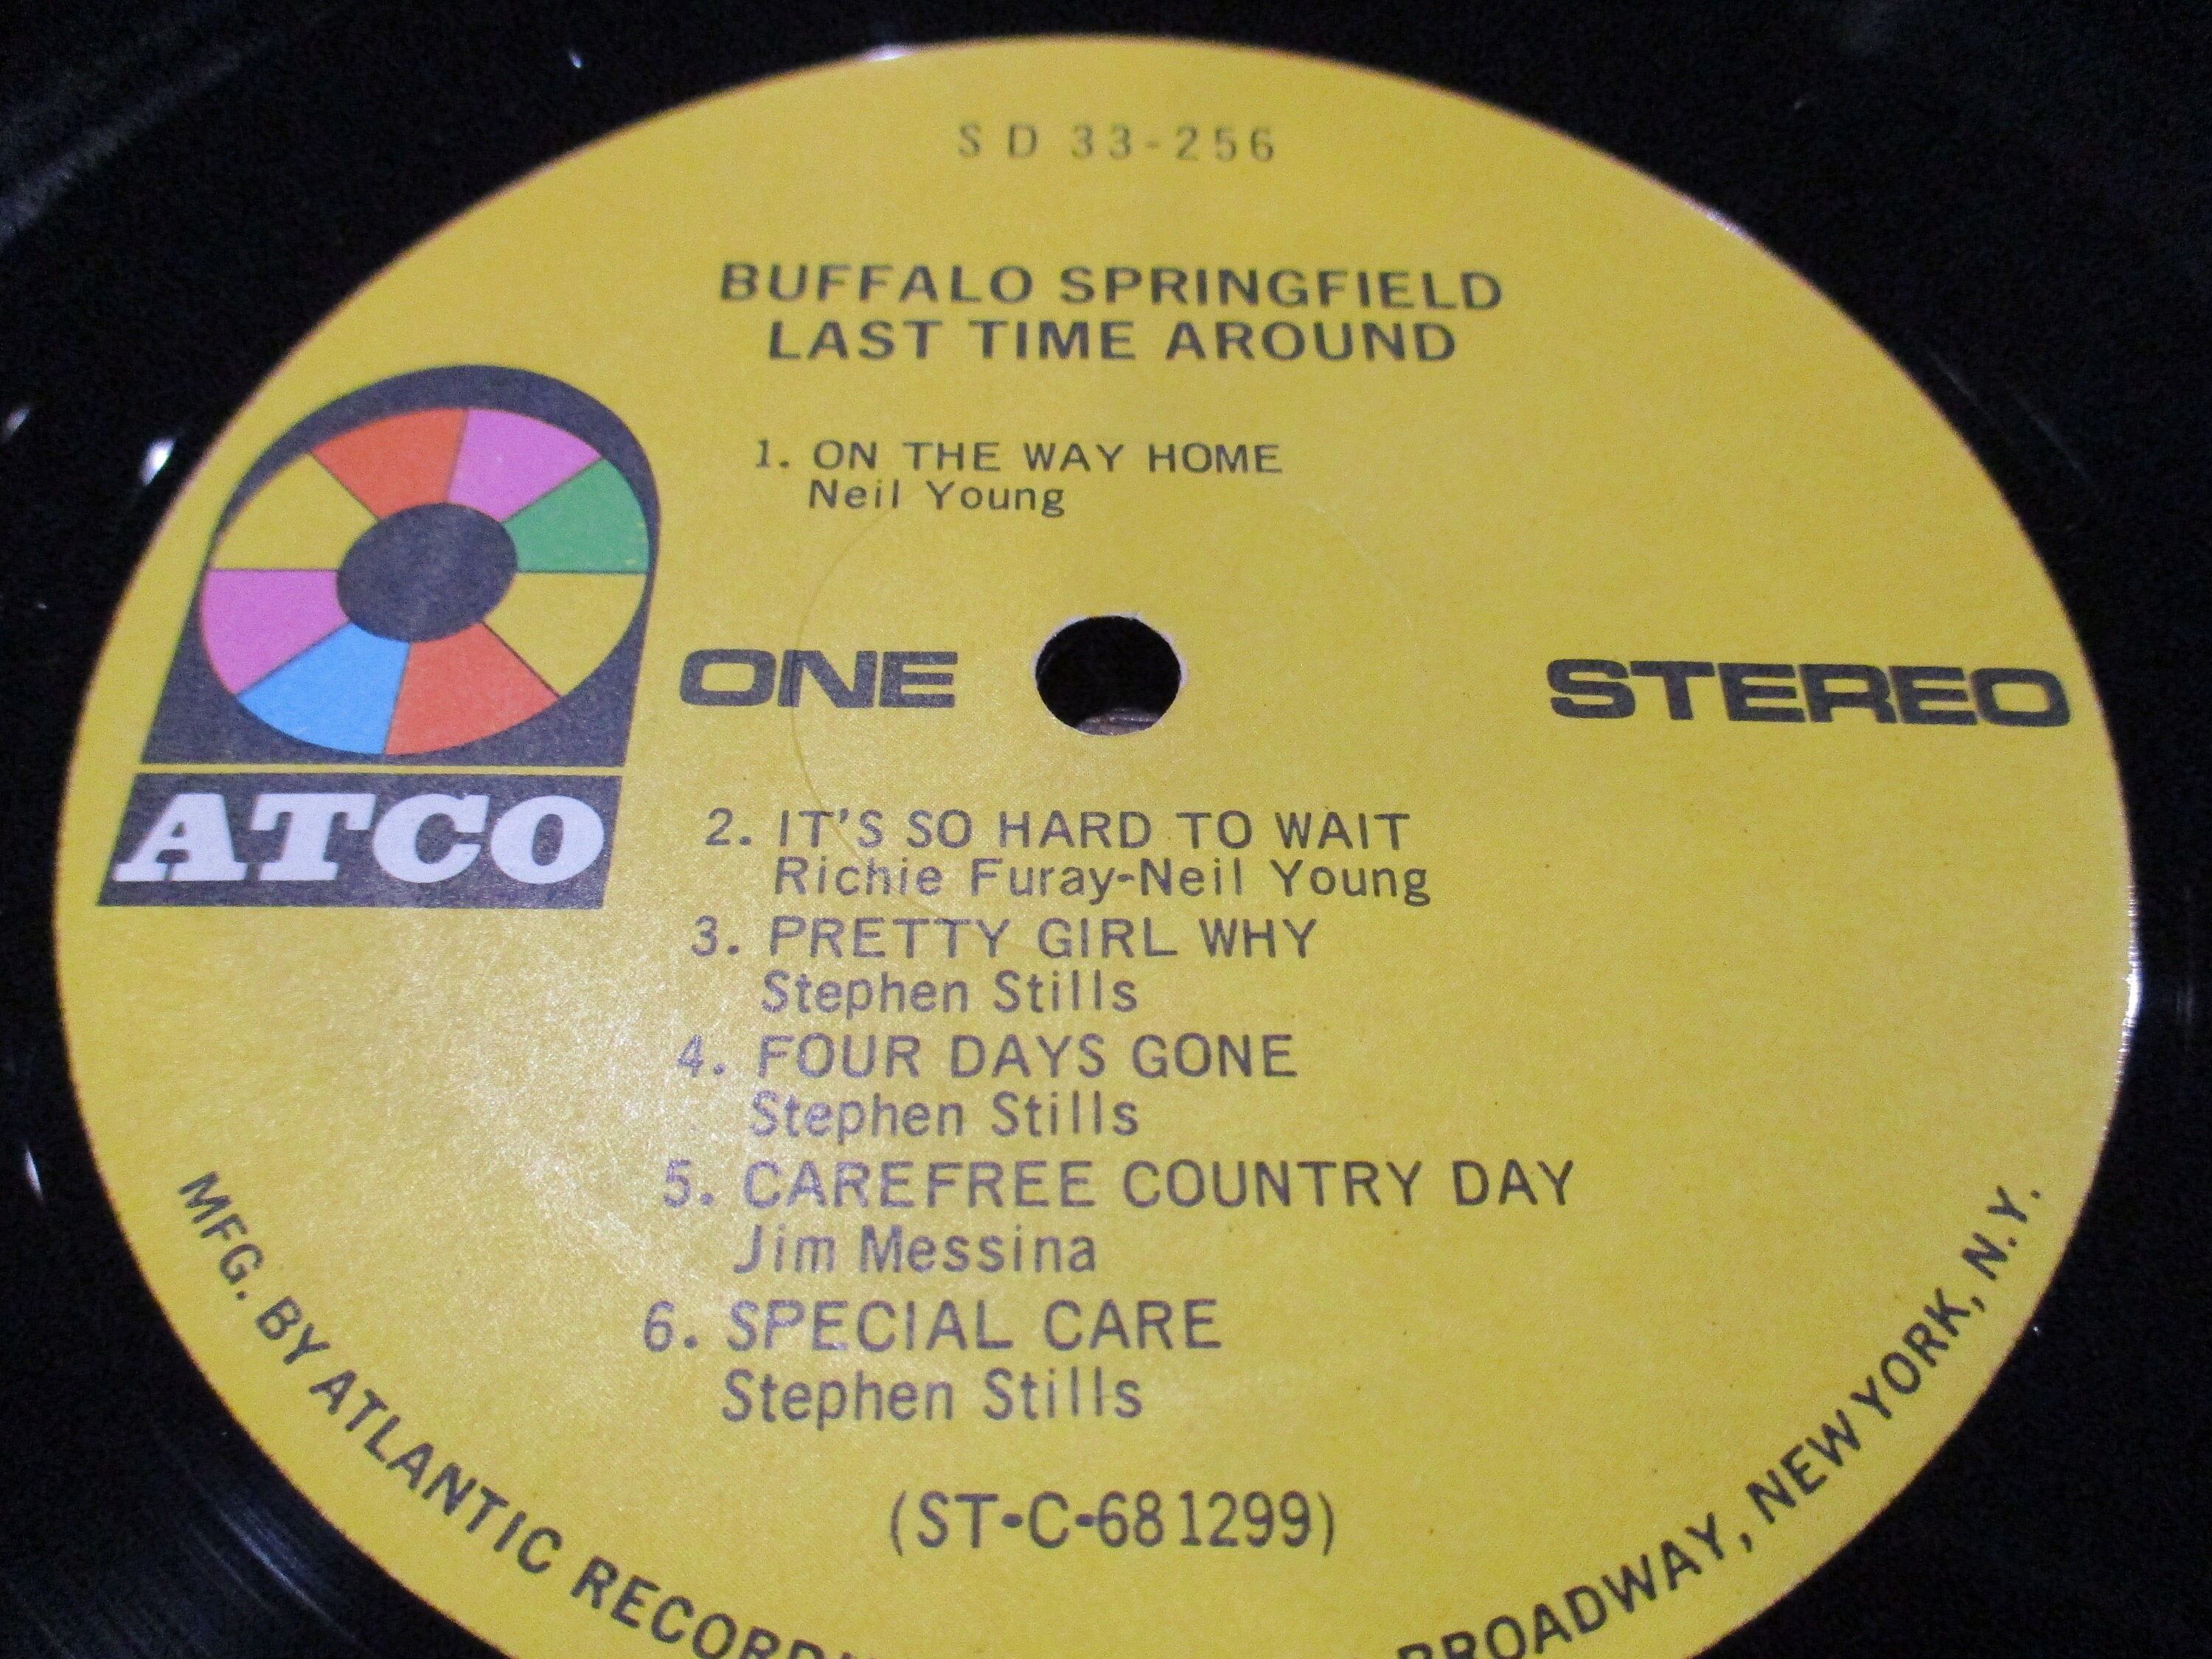 SD 33-256
BUFFALO SPRINGFIELD
LAST TIME AROUND
1. ON THE WAY HOME
Neil Young
ATCO
ONE
STEREO
2. IT'S SO HARD TO WAIT
Richie Furay-Neil Young
3. PRETTY GIRL WHY
Stephen Stills
4. FOUR DAYS GONE
Stephen Stills
5. CAREFREE COUNTRY DAY
Jim Messina
6. SPECIAL CARE
Stephen Stills
(ST•C•681299)
MFG. BY ATLANTIC BROADWAY, NEW YORK, N.Y.